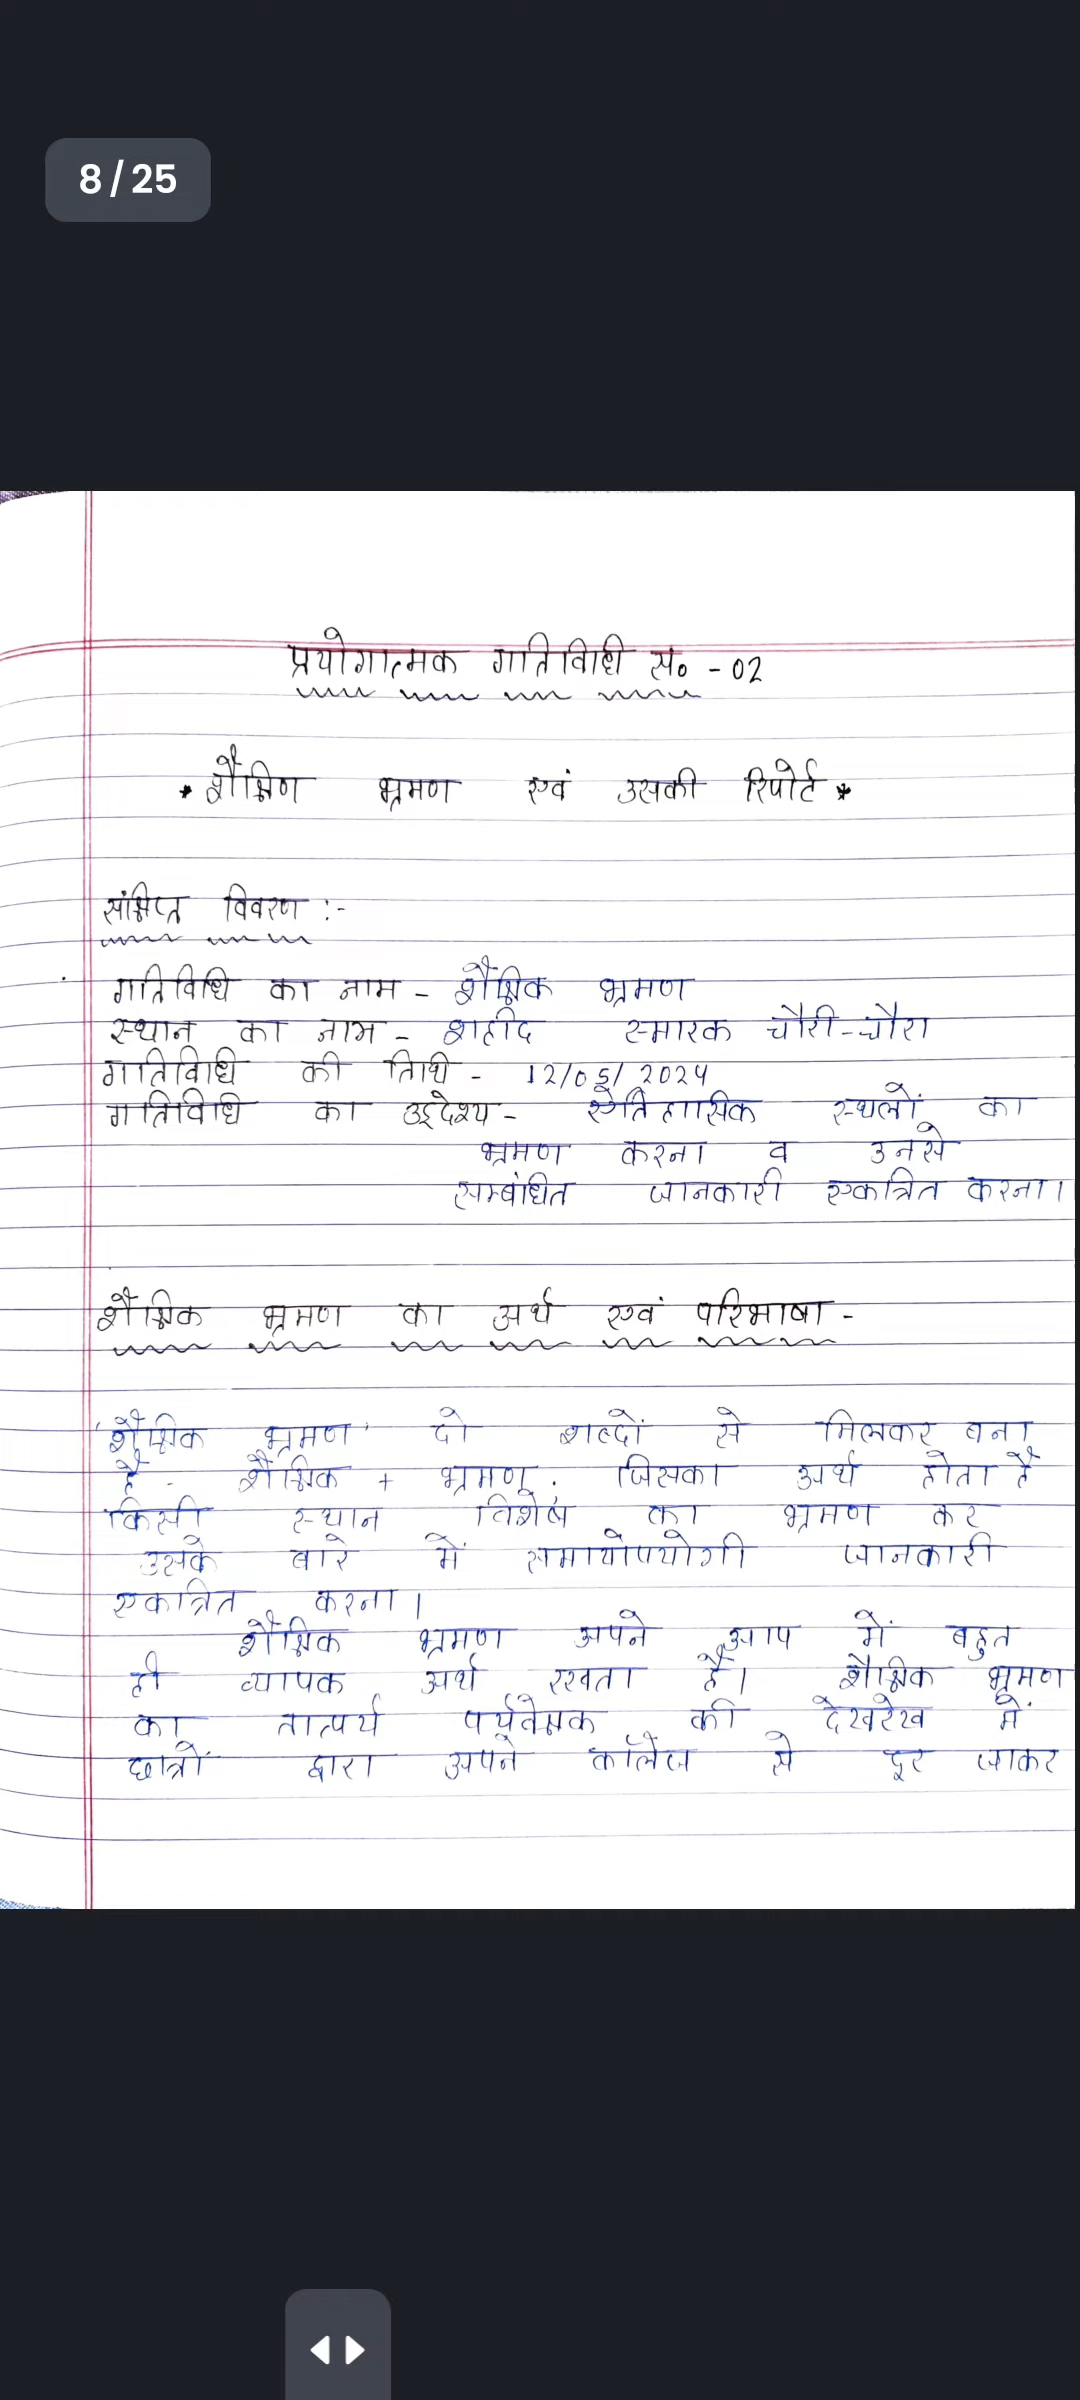 8 / 25
प्रयोगात्मक गतिविधी सं० - 02
* शैक्षिण भ्रमण एवं उसकी रिपोर्ट *
संक्षिप्त विवरण :-
गतिविधि का नाम - शैक्षिक भ्रमण
स्थान का नाम - शहीद स्मारक चौरी-चौरा
गतिविधि की तिथि -
गतिविधि का उद्देश्य - ऐतिहासिक स्थलों का
भ्रमण करना व उनसे
सम्बंधित जानकारी एकत्रित करना।
शैक्षिक भ्रमण का अर्थ एवं परिभाषा -
'शैक्षिक भ्रमण' दो शब्दों से मिलकर बना
है - शैक्षिक + भ्रमण. जिसका अर्थ होता है
किसी स्थान विशेष का भ्रमण कर
उसके बारे में समायोपयोगी जानकारी
एकत्रित करना।
शैक्षिक भ्रमण अपने आप में बहुत
ही व्यापक अर्थ रखता है। शैक्षिक भ्रमण
का तात्पर्य पर्यवेक्षक की देखरेख में
छात्रों द्वारा अपने कॉलेज से दूर जाकर